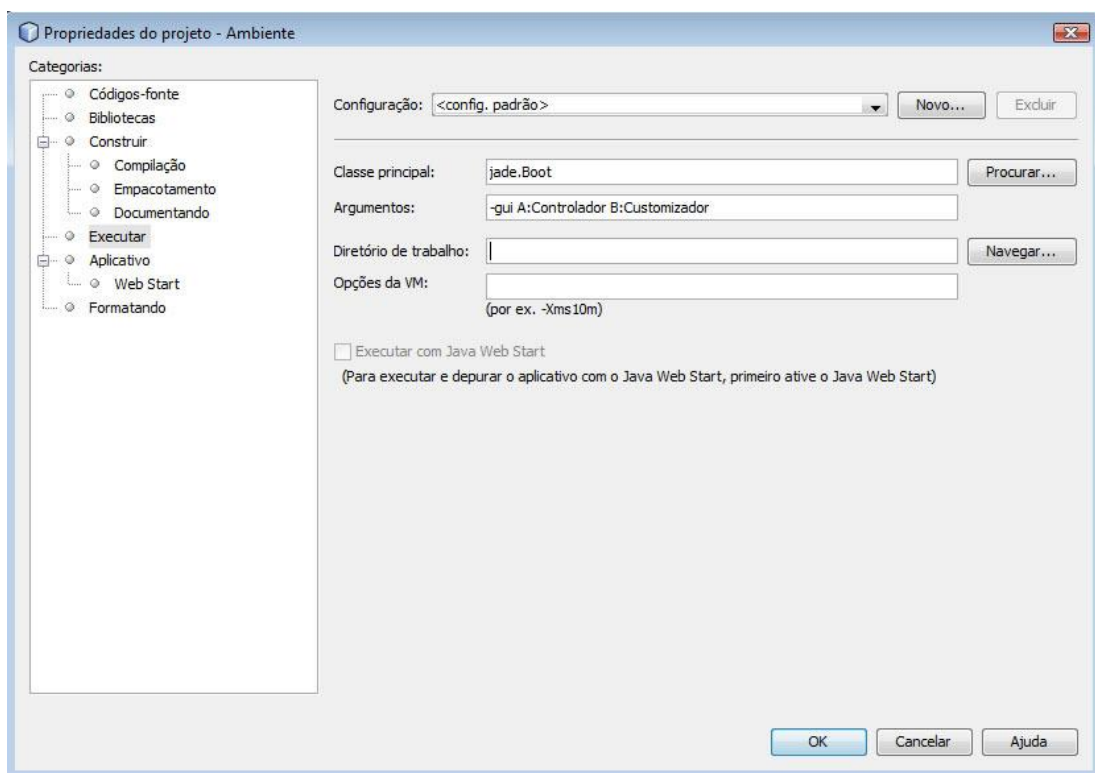 Propriedades do projeto - Ambiente
Categorias:
Códigos-fonte
Bibliotecas
Construir
Compilação
Empacotamento
Documentando
Executar
Aplicativo
Web Start
Formatando
Configuração: <config. padrão> Novo... Excluir
Classe principal: jade.Boot Procurar...
Argumentos: -gui A:Controlador B:Customizador
Diretório de trabalho: Navegar...
Opções da VM:
(por ex. -Xms10m)
Executar com Java Web Start
(Para executar e depurar o aplicativo com o Java Web Start, primeiro ative o Java Web Start)
OK Cancelar Ajuda